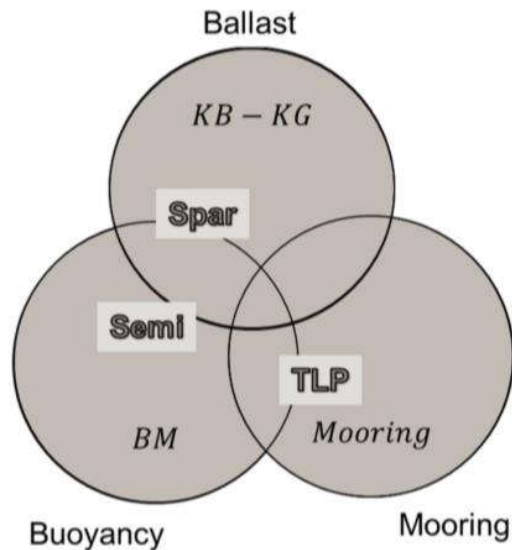 Ballast
KB − KG
Spar
Semi
TLP
BM
Mooring
Buoyancy
Mooring